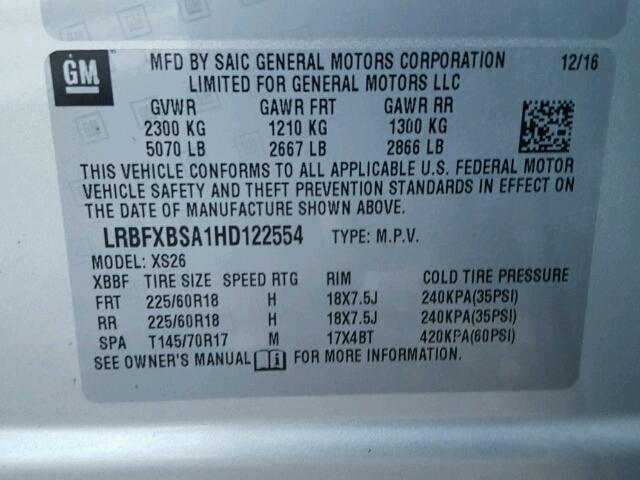 GM
MFD BY SAIC GENERAL MOTORS CORPORATION 12/16
LIMITED FOR GENERAL MOTORS LLC
GVWR GAWR FRT GAWR RR
2300 KG 1210 KG 1300 KG
5070 LB 2667 LB 2866 LB
THIS VEHICLE CONFORMS TO ALL APPLICABLE U.S. FEDERAL MOTOR
VEHICLE SAFETY AND THEFT PREVENTION STANDARDS IN EFFECT ON
THE DATE OF MANUFACTURE SHOWN ABOVE.
LRBFXBSA1HD122554 TYPE: M.P.V.
MODEL: XS26
XBBF TIRE SIZE SPEED RTG RIM COLD TIRE PRESSURE
FRT 225/60R18 H 18X7.5J 240KPA(35PSI)
RR 225/60R18 H 18X7.5J 240KPA(35PSI)
SPA T145/70R17 M 17X4BT 420KPA(60PSI)
SEE OWNER'S MANUAL FOR MORE INFORMATION.